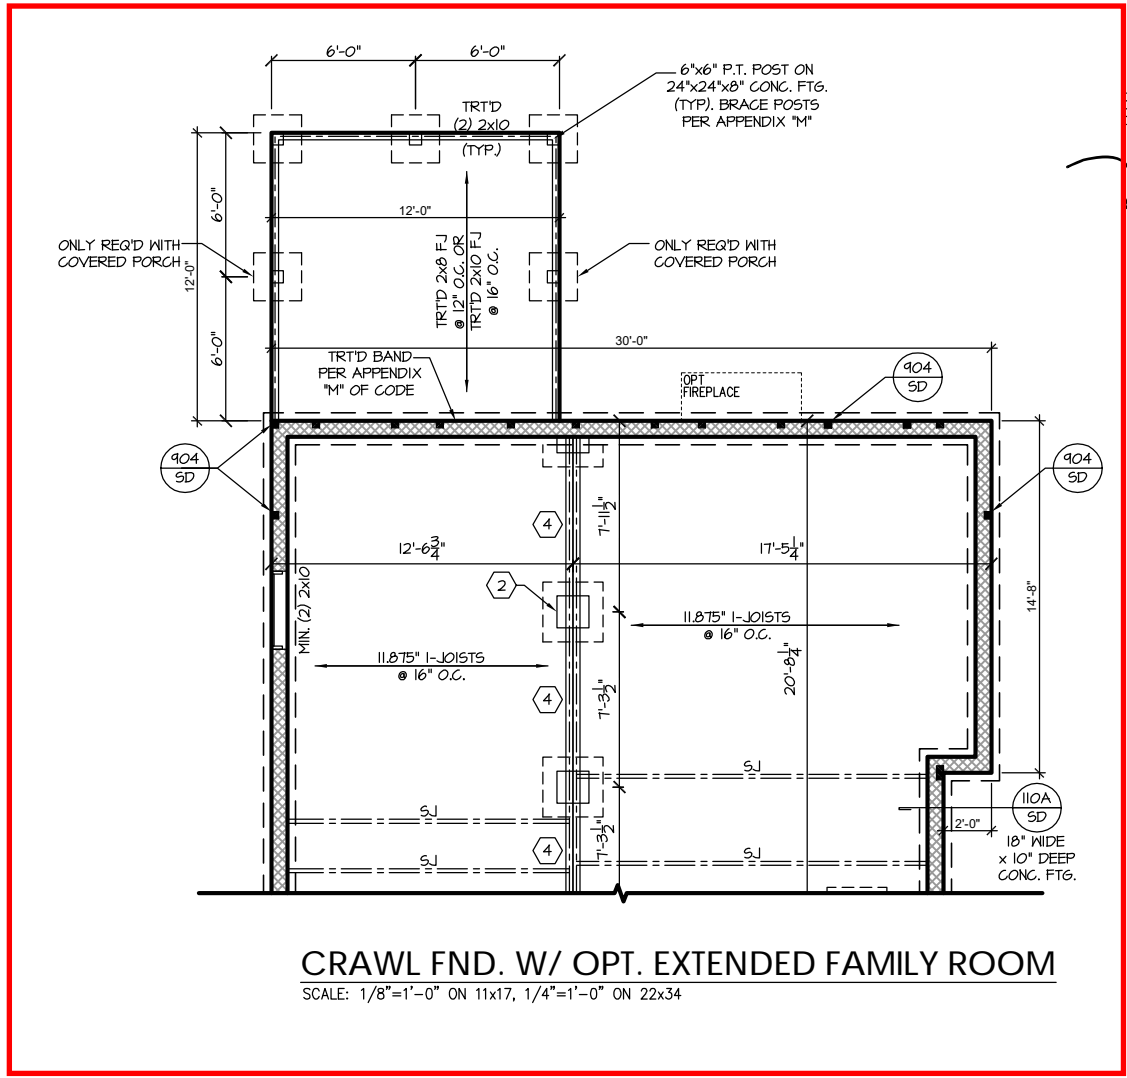 6'-0" 6'-0"
6"x6" P.T. POST ON
24"x24"x8" CONC. FTG.
(TYP). BRACE POSTS
PER APPENDIX "M"
TRT'D
(2) 2x10
(TYP.)
6'-0"
12'-0"
ONLY REQ'D WITH
COVERED PORCH
12'-0"
TRT'D 2x8 FJ
@ 12" O.C. OR
TRT'D 2x10 FJ
@ 16" O.C.
ONLY REQ'D WITH
COVERED PORCH
6'-0"
30'-0"
TRT'D BAND
PER APPENDIX
"M" OF CODE
OPT
FIREPLACE
904
SD
904
SD
904
SD
4
7'-11 1/2"
12'-6 3/4"
17'-5 1/4"
MIN. (2) 2x10
2
14'-8"
11.875" I-JOISTS
@ 16" O.C.
11.875" I-JOISTS
@ 16" O.C.
20'-8 1/4"
4
7'-3 1/2"
SJ
SJ
110A
SD
2'-0"
18" WIDE
x 10" DEEP
CONC. FTG.
4
7'-3 1/2"
SJ
SJ
CRAWL FND. W/ OPT. EXTENDED FAMILY ROOM
SCALE: 1/8"=1'-0" ON 11x17, 1/4"=1'-0" ON 22x34